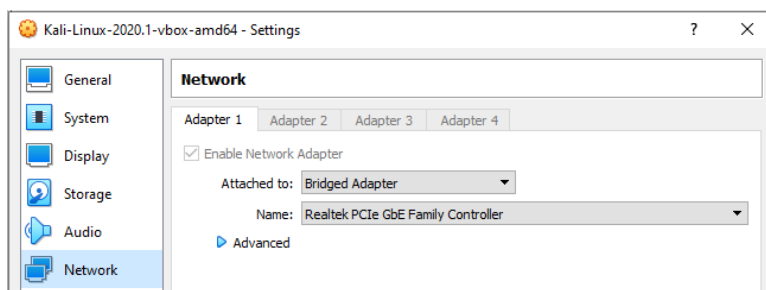 Kali-Linux-2020.1-vbox-amd64 - Settings ? ×
General
System
Display
Storage
Audio
Network
Network
Adapter 1 Adapter 2 Adapter 3 Adapter 4
Enable Network Adapter
Attached to: Bridged Adapter
Name: Realtek PCIe GbE Family Controller
Advanced